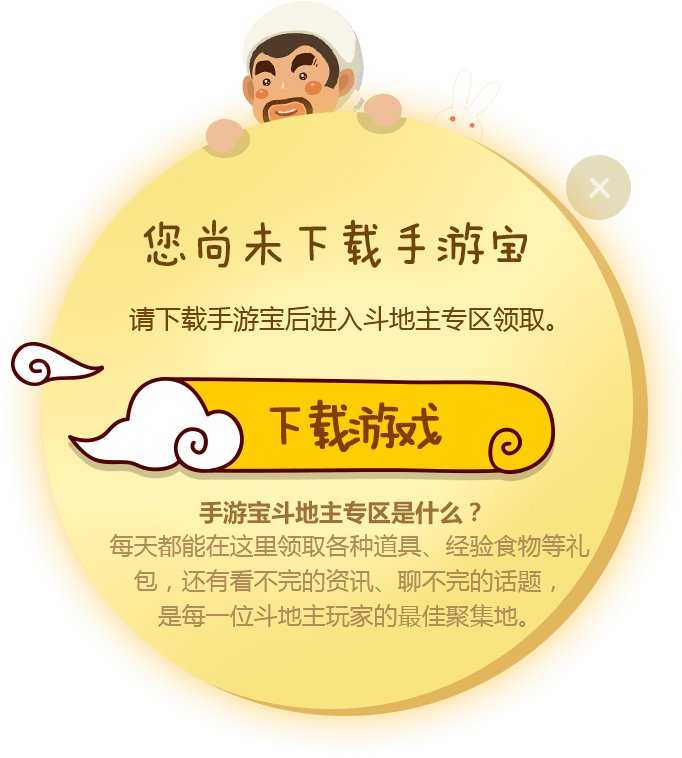 您尚未下载手游宝
请下载手游宝后进入斗地主专区领取。
下载游戏
手游宝斗地主专区是什么？
每天都能在这里领取各种道具、经验食物等礼
包，还有看不完的资讯、聊不完的话题，
是每一位斗地主玩家的最佳聚集地。